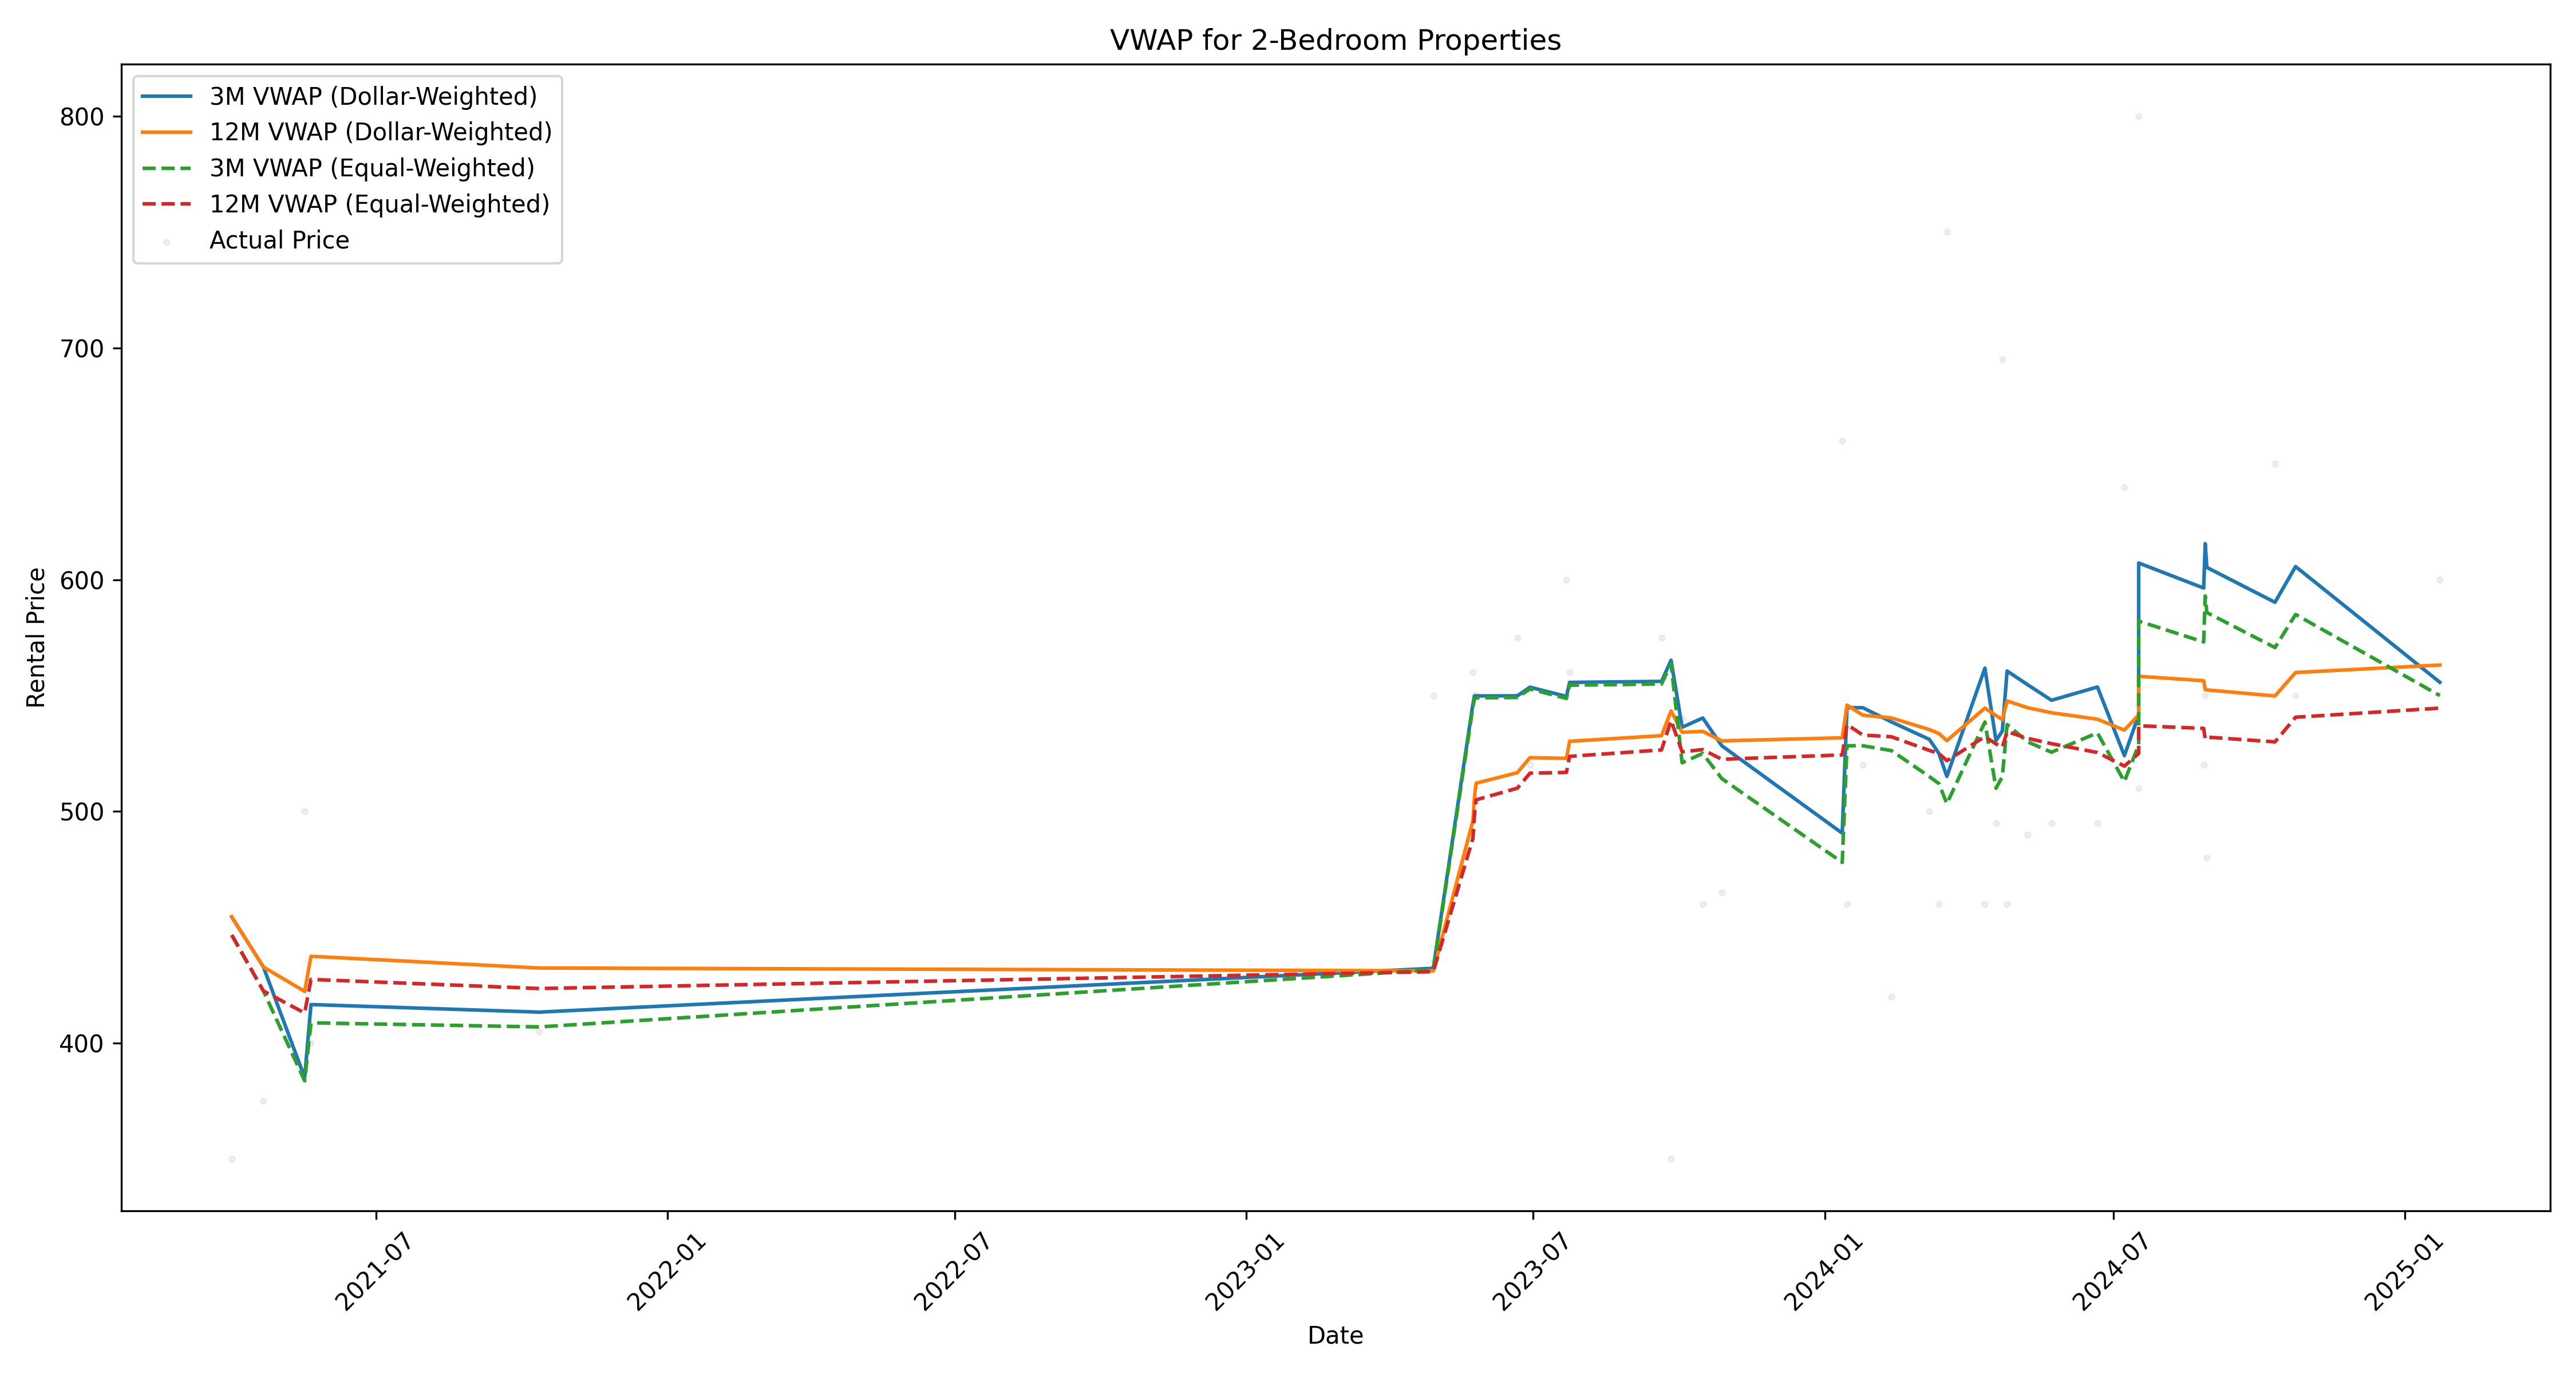 VWAP for 2-Bedroom Properties
3M VWAP (Dollar-Weighted)
12M VWAP (Dollar-Weighted)
3M VWAP (Equal-Weighted)
12M VWAP (Equal-Weighted)
Actual Price
800
700
600
500
400
Rental Price
2021-07
2022-01
2022-07
2023-01
2023-07
2024-01
2024-07
2025-01
Date